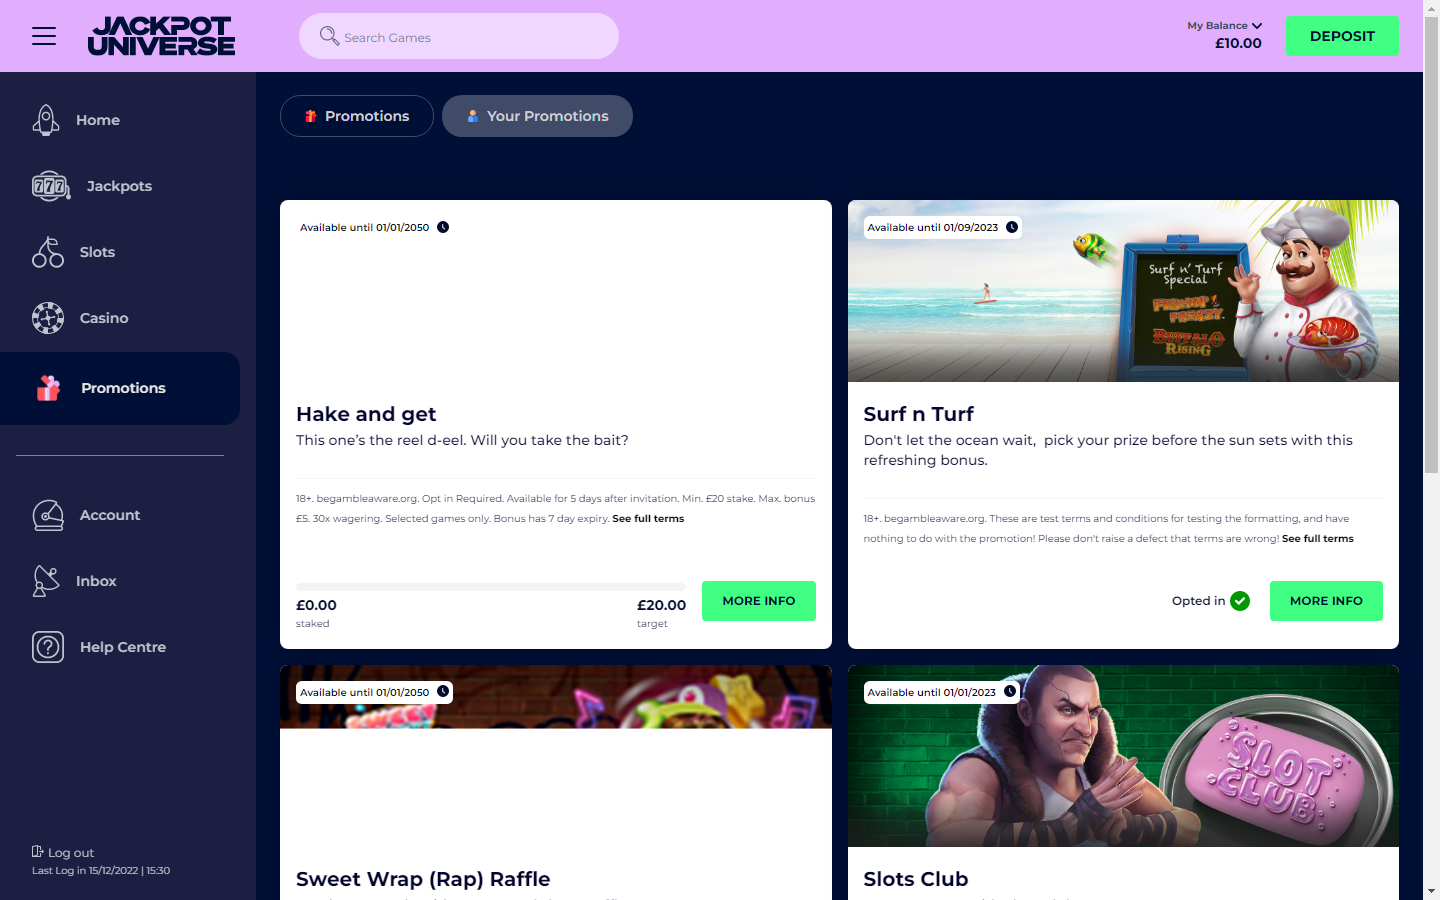 JACKPOT
UNIVERSE
Search Games
My Balance
£10.00
DEPOSIT
Home
Jackpots
Slots
Casino
Promotions
Account
Inbox
Help Centre
Log out
Last Log in 15/12/2022 | 15:30
Promotions
Your Promotions
Available until 01/01/2050
Hake and get
This one’s the reel d-eel. Will you take the bait?
18+. begambleaware.org. Opt in Required. Available for 5 days after invitation. Min. £20 stake. Max. bonus
£5. 30x wagering. Selected games only. Bonus has 7 day expiry. See full terms
£0.00
staked
£20.00
target
MORE INFO
Available until 01/09/2023
Surf n' Turf
Special
FISHIN'
FRENZY
BUFFALO
RISING
Surf n Turf
Don't let the ocean wait, pick your prize before the sun sets with this
refreshing bonus.
18+. begambleaware.org. These are test terms and conditions for testing the formatting, and have
nothing to do with the promotion! Please don't raise a defect that terms are wrong! See full terms
Opted in
MORE INFO
Available until 01/01/2050
Sweet Wrap (Rap) Raffle
Available until 01/01/2023
SLOT
CLUB
Slots Club